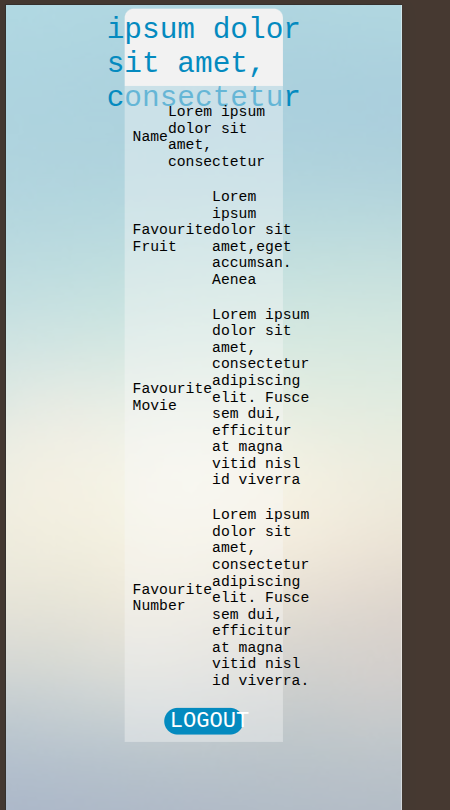 ipsum dolor
sit amet,
consectetur
Name
Lorem ipsum
dolor sit
amet,
consectetur
Favourite
Fruit
Lorem
ipsum
dolor sit
amet,eget
accumsan.
Aenea
Favourite
Movie
Lorem ipsum
dolor sit
amet,
consectetur
adipiscing
elit. Fusce
sem dui,
efficitur
at magna
vitid nisl
id viverra
Favourite
Number
Lorem ipsum
dolor sit
amet,
consectetur
adipiscing
elit. Fusce
sem dui,
efficitur
at magna
vitid nisl
id viverra.
LOGOUT